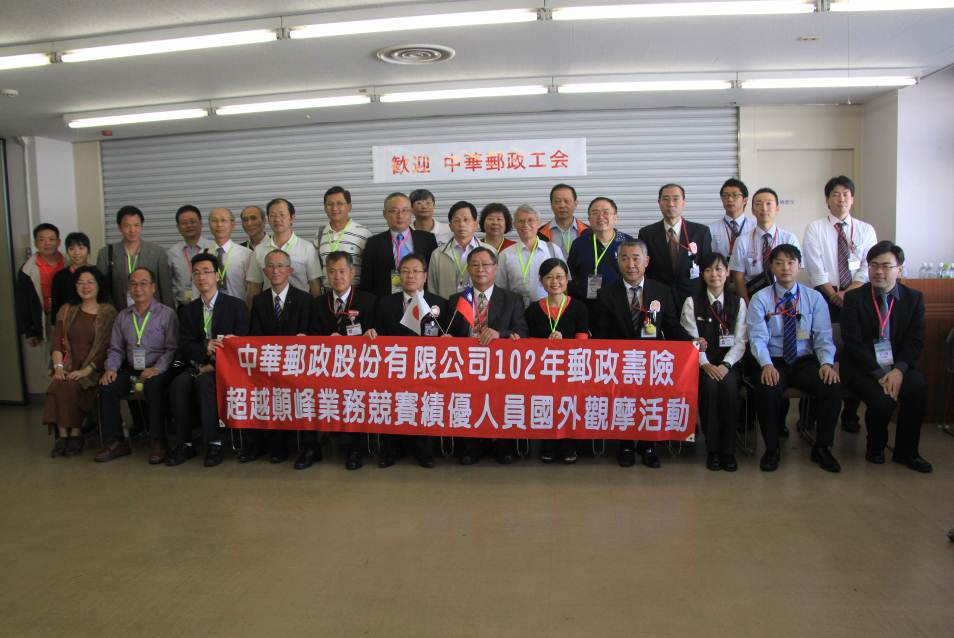 歓迎 中華郵政工会
中華郵政股份有限公司102年郵政壽險
超越顛峰業務競賽績優人員國外觀摩活動